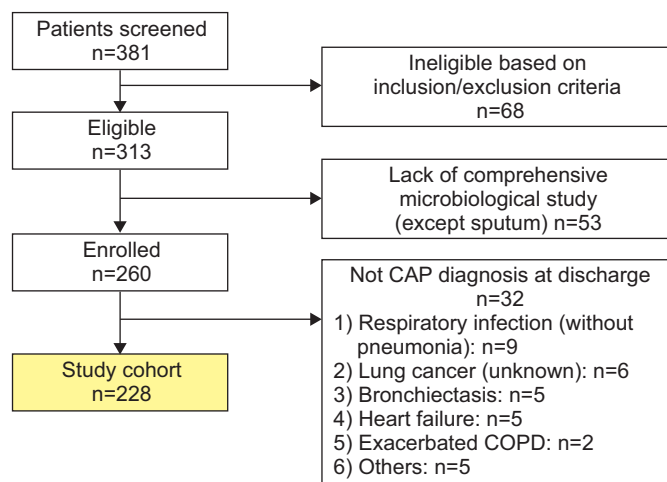 Patients screened
n=381
Ineligible based on
inclusion/exclusion criteria
n=68
Eligible
n=313
Lack of comprehensive
microbiological study
(except sputum) n=53
Enrolled
n=260
Not CAP diagnosis at discharge
n=32
1) Respiratory infection (without
pneumonia): n=9
2) Lung cancer (unknown): n=6
3) Bronchiectasis: n=5
4) Heart failure: n=5
5) Exacerbated COPD: n=2
6) Others: n=5
Study cohort
n=228